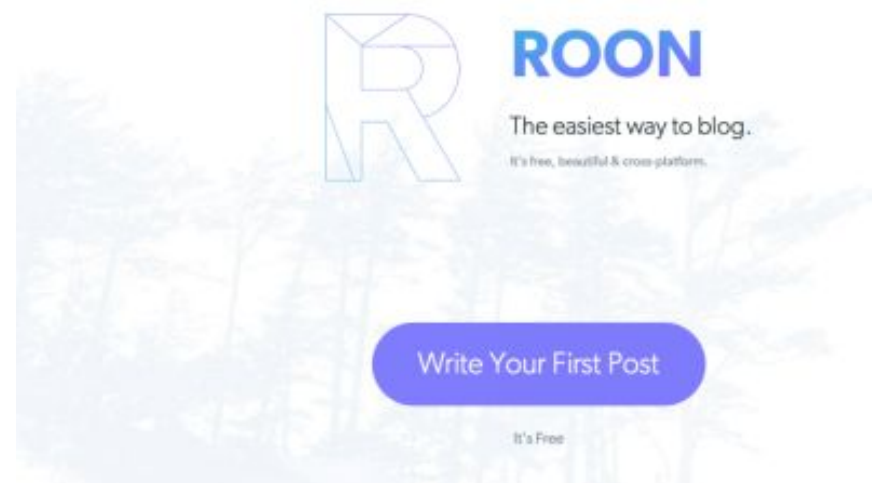 ROON
The easiest way to blog.
It's free, beautiful & cross-platform.
Write Your First Post
It's Free